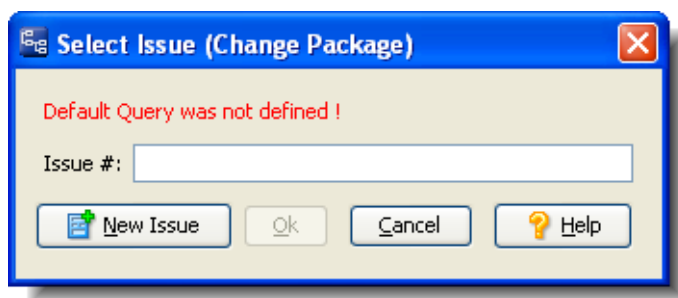 Select Issue (Change Package)
Default Query was not defined !
Issue #:
New Issue Ok Cancel Help